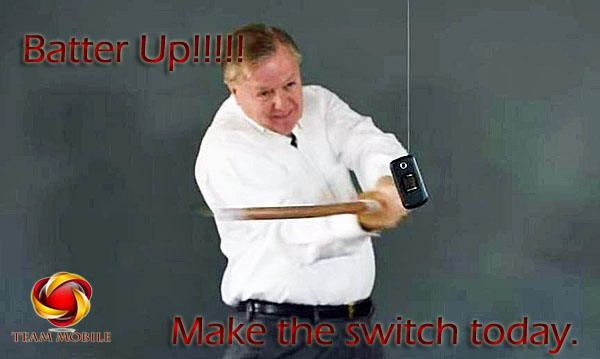 Batter Up!!!!!
TEAM MOBILE
Make the switch today.